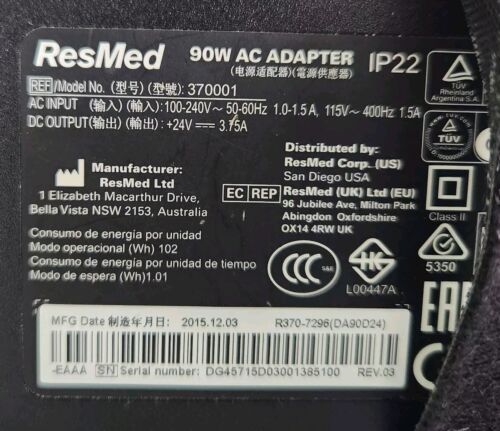 ResMed 90W AC ADAPTER IP22
(电源适配器)(電源供應器)
REF/Model No. (型号) (型號): 370001
AC INPUT (输入) (輸入): 100-240V~ 50-60Hz 1.0-1.5 A, 115V~ 400Hz 1.5A
DC OUTPUT(输出) (輸出): +24V 3.75A
TÜV
Rheinland
Argentina S.A.
TÜV
Manufacturer:
ResMed Ltd
1 Elizabeth Macarthur Drive,
Bella Vista NSW 2153, Australia
Distributed by:
ResMed Corp. (US)
San Diego USA
EC REP ResMed (UK) Ltd (EU)
96 Jubilee Ave, Milton Park
Abingdon Oxfordshire
OX14 4RW UK
Class II
Consumo de energia por unidad
Modo operacional (Wh) 102
Consumo de energia por unidad de tiempo
Modo de espera (Wh)1.01
CCC
S&E
L00447A
5350
EAC
MFG Date 制造年月日: 2015.12.03 R370-7296(DA90D24)
-EAAA SN Serial number: DG45715D03001385100 REV.03